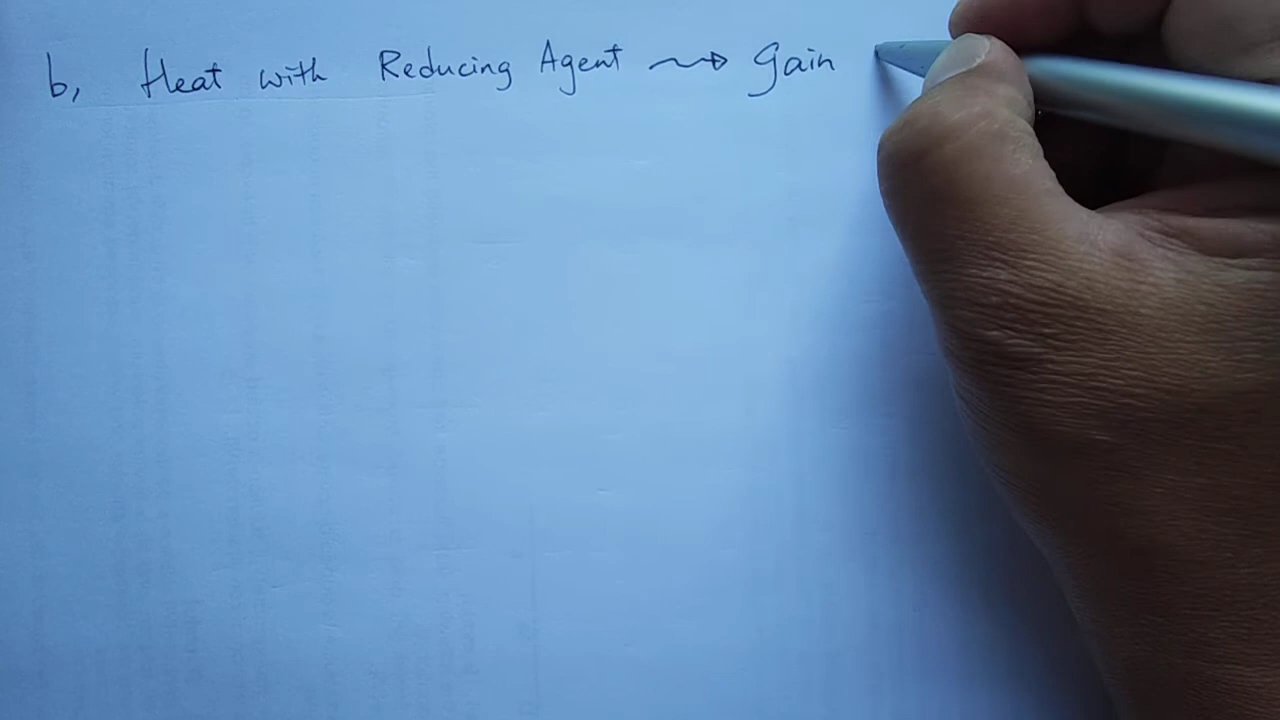 b, Heat with Reducing Agent ⇝ Gain